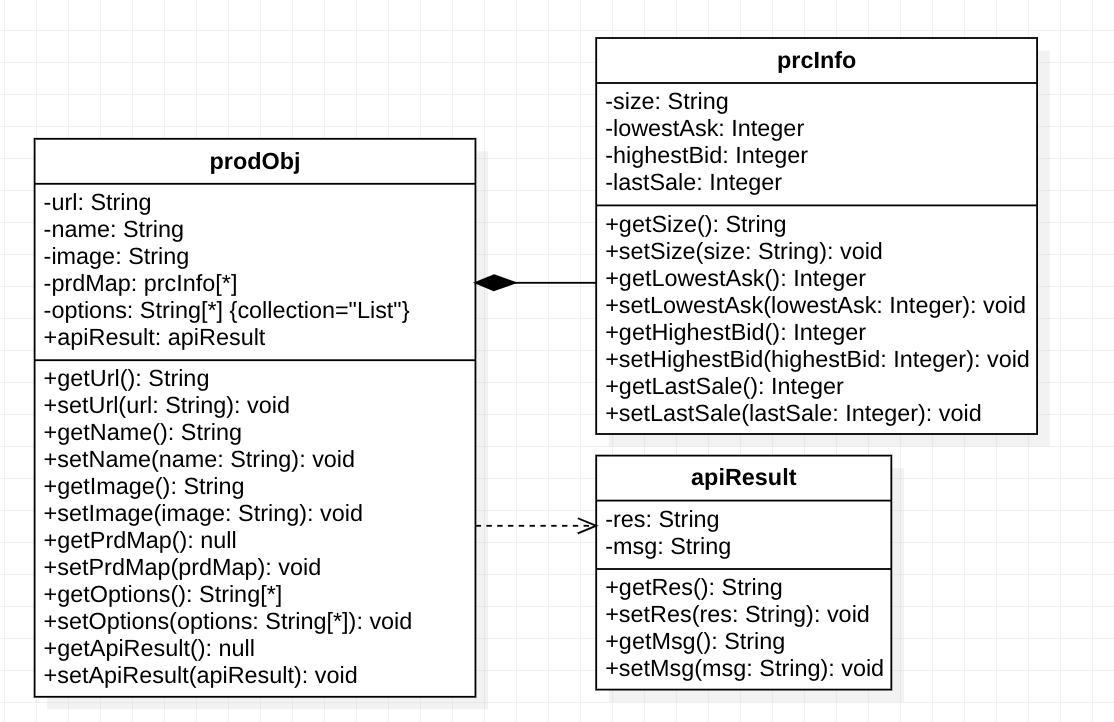 prodObj
-url: String
-name: String
-image: String
-prdMap: prcInfo[*]
-options: String[*] {collection="List"}
+apiResult: apiResult
+getUrl(): String
+setUrl(url: String): void
+getName(): String
+setName(name: String): void
+getImage(): String
+setImage(image: String): void
+getPrdMap(): null
+setPrdMap(prdMap): void
+getOptions(): String[*]
+setOptions(options: String[*]): void
+getApiResult(): null
+setApiResult(apiResult): void
prcInfo
-size: String
-lowestAsk: Integer
-highestBid: Integer
-lastSale: Integer
+getSize(): String
+setSize(size: String): void
+getLowestAsk(): Integer
+setLowestAsk(lowestAsk: Integer): void
+getHighestBid(): Integer
+setHighestBid(highestBid: Integer): void
+getLastSale(): Integer
+setLastSale(lastSale: Integer): void
apiResult
-res: String
-msg: String
+getRes(): String
+setRes(res: String): void
+getMsg(): String
+setMsg(msg: String): void